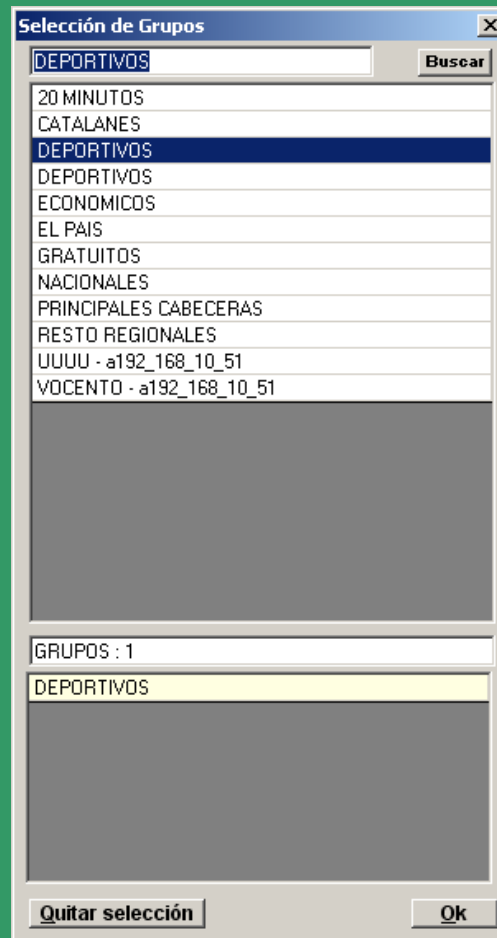 Selección de Grupos
DEPORTIVOS Buscar
20 MINUTOS
CATALANES
DEPORTIVOS
DEPORTIVOS
ECONOMICOS
EL PAIS
GRATUITOS
NACIONALES
PRINCIPALES CABECERAS
RESTO REGIONALES
UUUU - a192_168_10_51
VOCENTO - a192_168_10_51
GRUPOS : 1
DEPORTIVOS
Quitar selección Ok